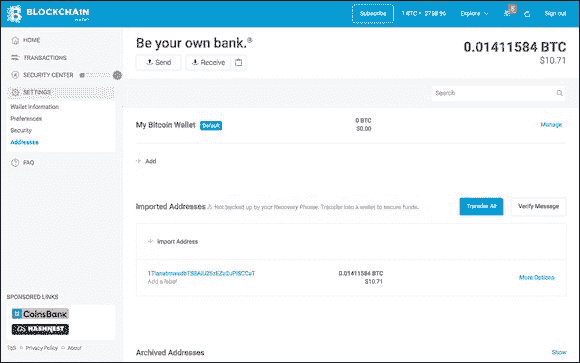 BLOCKCHAIN
Subscribe
Explore
Sign out
HOME
TRANSACTIONS
SECURITY CENTER
SETTINGS
Wallet Information
Preferences
Security
Addresses
FAQ
Be your own bank.®
Send
Receive
0.01411584 BTC
$10.71
Search
My Bitcoin Wallet Default
0 BTC
$0.00
Manage
+ Add
Imported Addresses Not backed up by your Recovery Phrase. Transfer into a wallet to secure funds.
Transfer All
Verify Message
+ Import Address
0.01411584 BTC
$10.71
Add a label
More Options
SPONSORED LINKS
CoinsBank
HASHNEST
ToS Privacy Policy About
Archived Addresses
Show